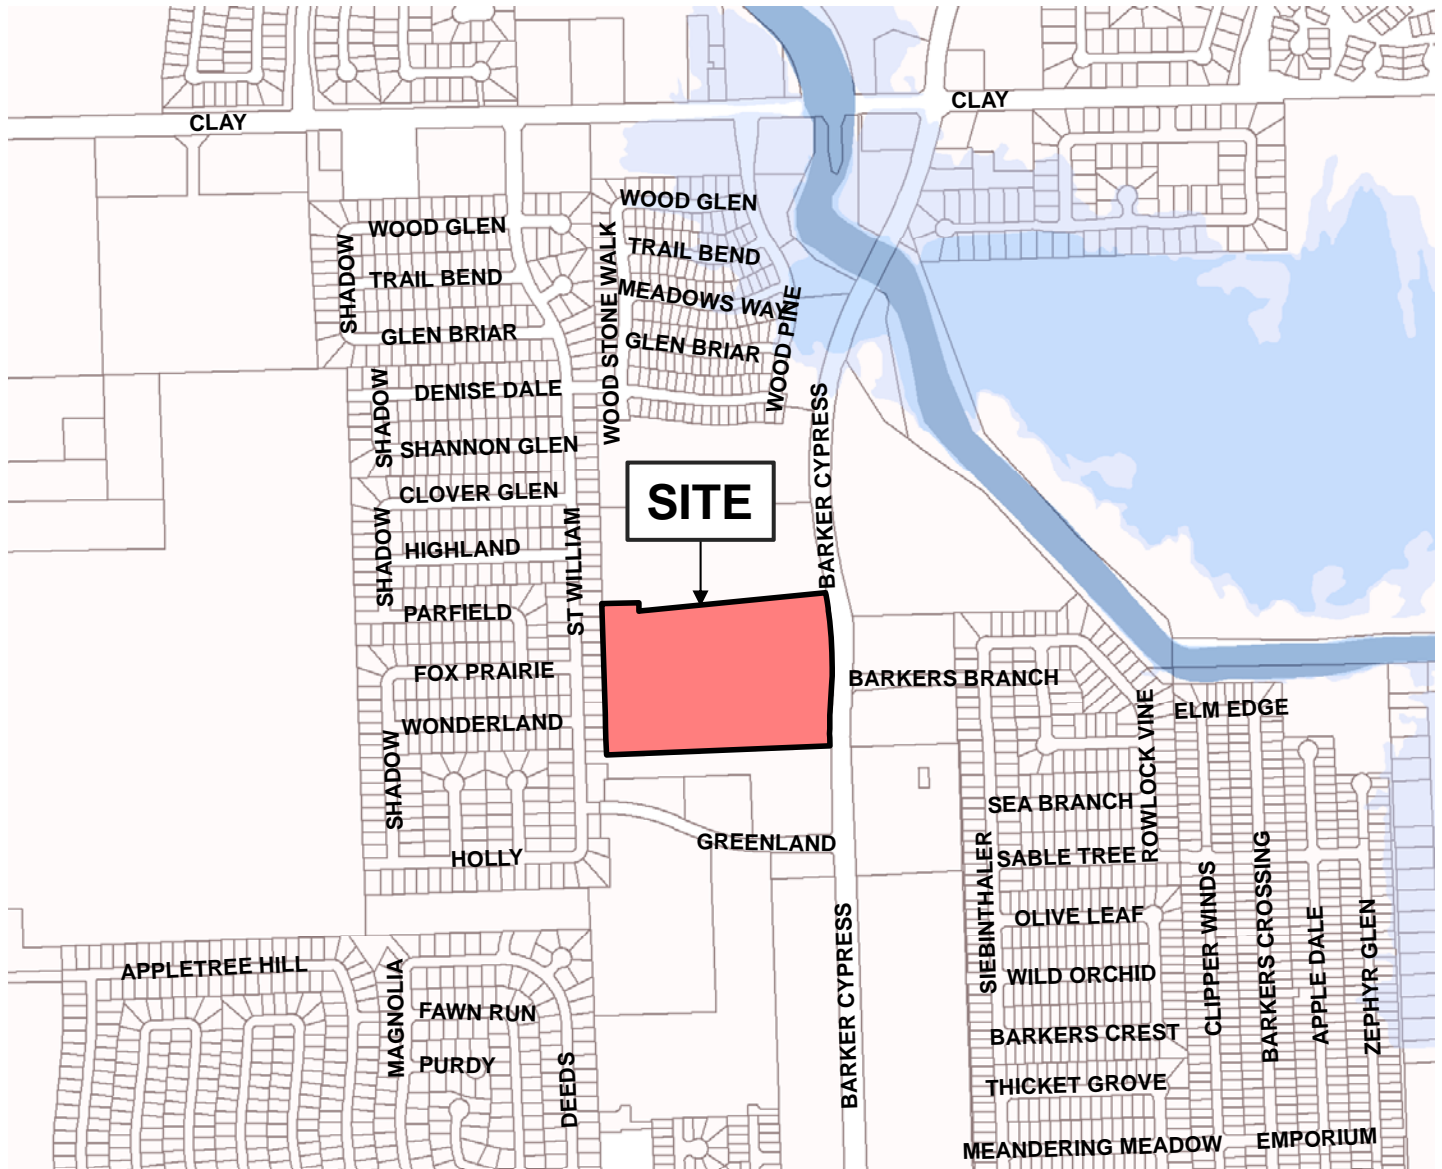 CLAY
CLAY
WOOD GLEN
WOOD GLEN
SHADOW
TRAIL BEND
WOOD STONE WALK
TRAIL BEND
MEADOWS WAY
WOOD PINE
GLEN BRIAR
GLEN BRIAR
SHADOW
DENISE DALE
BARKER CYPRESS
SHANNON GLEN
SITE
CLOVER GLEN
SHADOW
HIGHLAND
ST WILLIAM
PARFIELD
FOX PRAIRIE
BARKERS BRANCH
WONDERLAND
ELM EDGE
ROWLOCK VINE
SHADOW
SEA BRANCH
GREENLAND
HOLLY
SABLE TREE
SIEBINTHALER
OLIVE LEAF
CLIPPER WINDS
BARKERS CROSSING
APPLE DALE
ZEPHYR GLEN
APPLETREE HILL
WILD ORCHID
MAGNOLIA
FAWN RUN
BARKER CYPRESS
BARKERS CREST
PURDY
DEEDS
THICKET GROVE
MEANDERING MEADOW
EMPORIUM